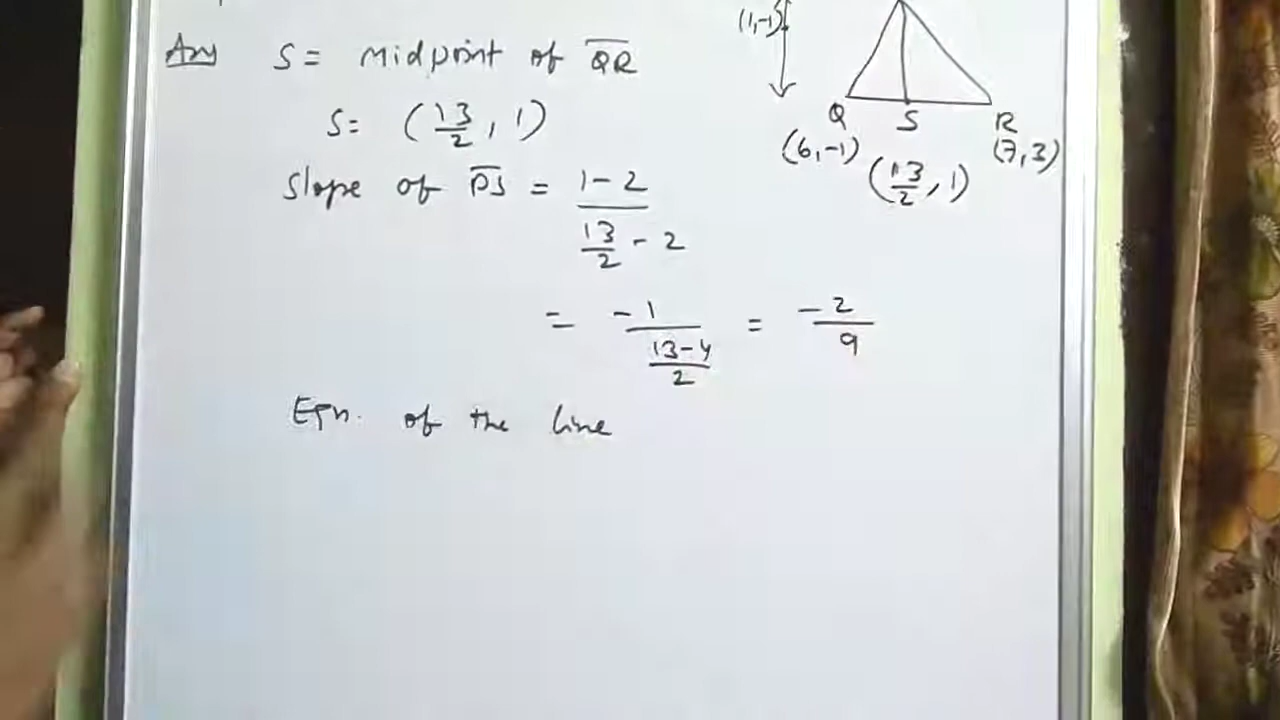 Ans S = midpoint of QR
S = (13/2, 1)
Slope of PS = 1-2 / 13/2 - 2
= -1 / 13-4/2 = -2/9
Eqn. of the line
(1,-1)
Q S R
(6,-1) (13/2, 1) (7,3)